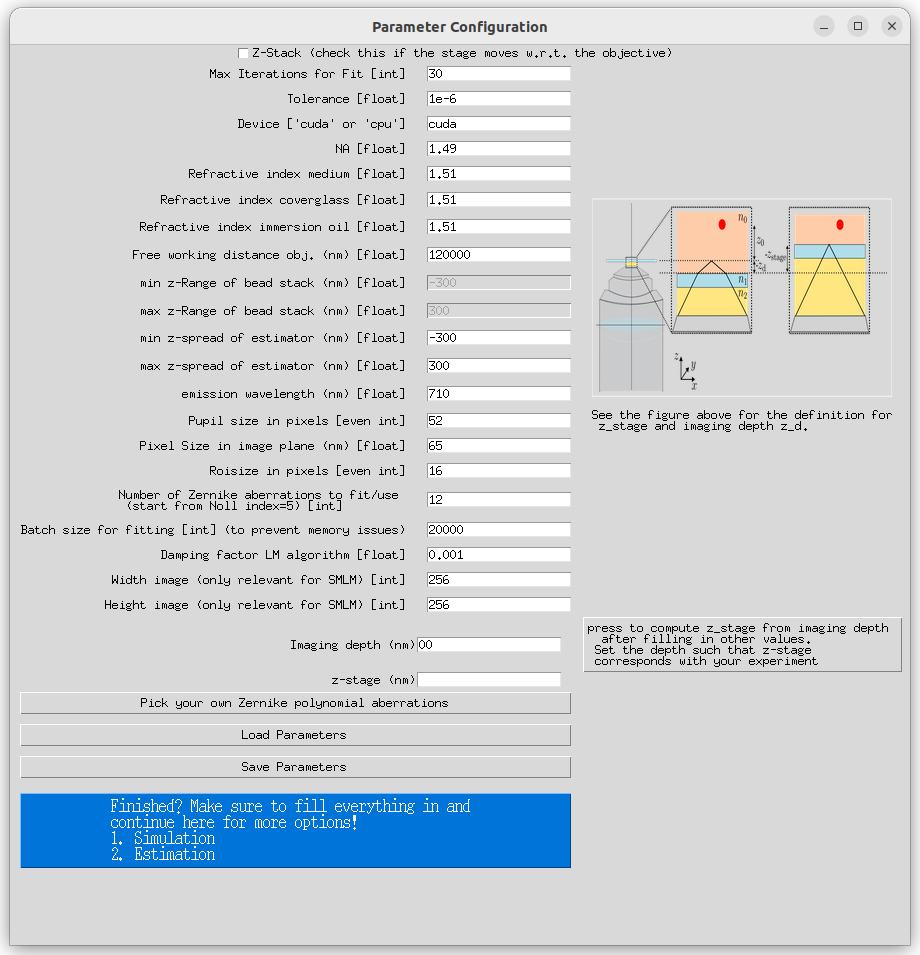 Parameter Configuration
Z-Stack (check this if the stage moves w.r.t. the objective)
Max Iterations for Fit [int] 30
Tolerance [float] 1e-6
Device ['cuda' or 'cpu'] cuda
NA [float] 1.49
Refractive index medium [float] 1.51
Refractive index coverglass [float] 1.51
Refractive index immersion oil [float] 1.51
Free working distance obj. (nm) [float] 120000
min z-Range of bead stack (nm) [float] -300
max z-Range of bead stack (nm) [float] 300
min z-spread of estimator (nm) [float] -300
max z-spread of estimator (nm) [float] 300
emission wavelength (nm) [float] 710
Pupil size in pixels [even int] 52
Pixel Size in image plane (nm) [float] 65
Roisize in pixels [even int] 16
Number of Zernike aberrations to fit/use
(start from Noll index=5) [int] 12
Batch size for fitting [int] (to prevent memory issues) 20000
Damping factor LM algorithm [float] 0.001
Width image (only relevant for SMLM) [int] 256
Height image (only relevant for SMLM) [int] 256
Imaging depth (nm) 00
z-stage (nm)
Pick your own Zernike polynomial aberrations
Load Parameters
Save Parameters
Finished? Make sure to fill everything in and
continue here for more options!
1. Simulation
2. Estimation
n0
z0
-zstage
zd
n1
n2
z
y
x
See the figure above for the definition for
z_stage and imaging depth z_d.
press to compute z_stage from imaging depth
after filling in other values.
Set the depth such that z-stage
corresponds with your experiment